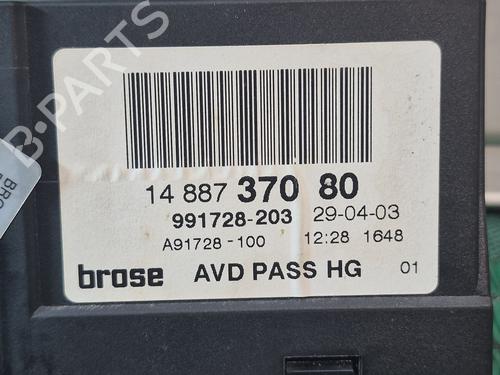 B-PARTS
14 887 370 80
991728-203 29-04-03
A91728-100 12:28 1648
brose AVD PASS HG 01
BRO